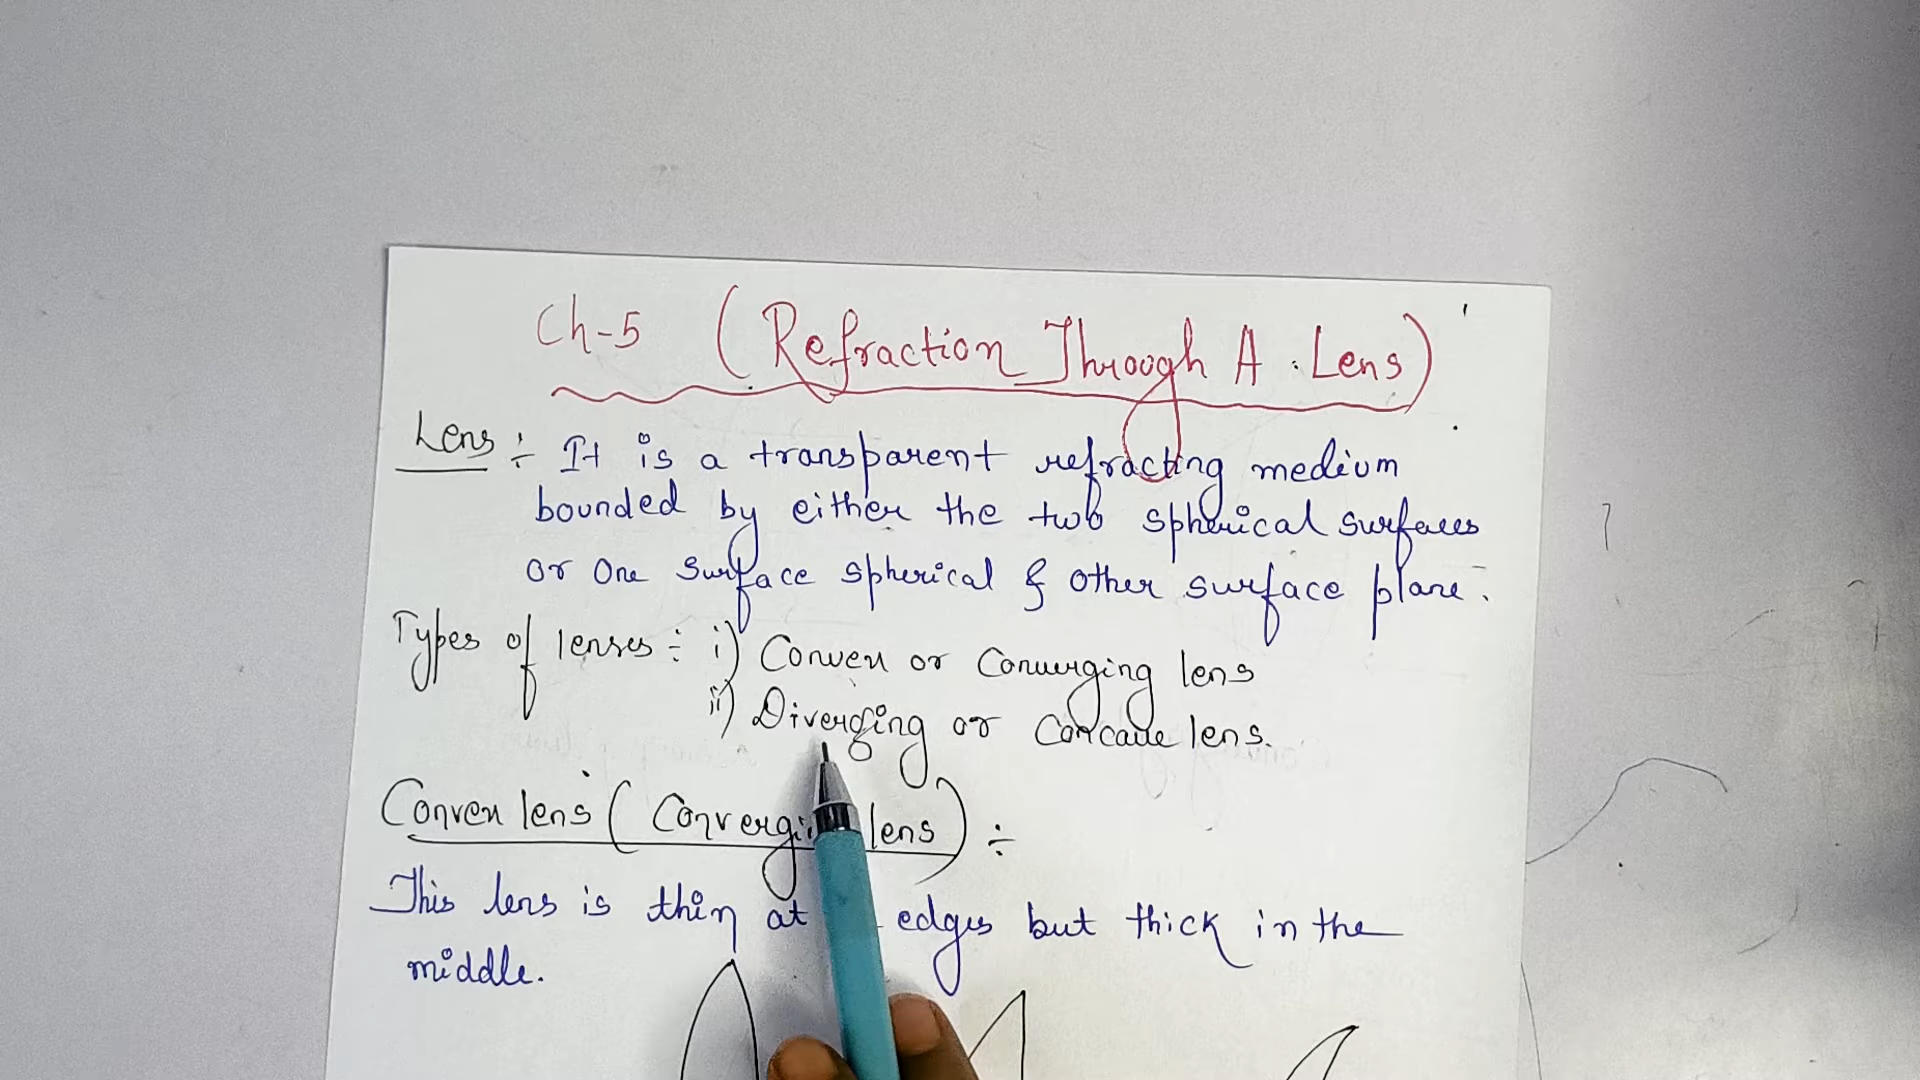 Ch-5 (Refraction Through A Lens)
Lens ÷ It is a transparent refracting medium
bounded by either the two spherical surfaces
or one surface spherical & other surface plane.
Types of lenses ÷ i) Convex or Converging lens
ii) Diverging or Concave lens.
Convex lens (Converging lens) ÷
This lens is thin at edges but thick in the
middle.